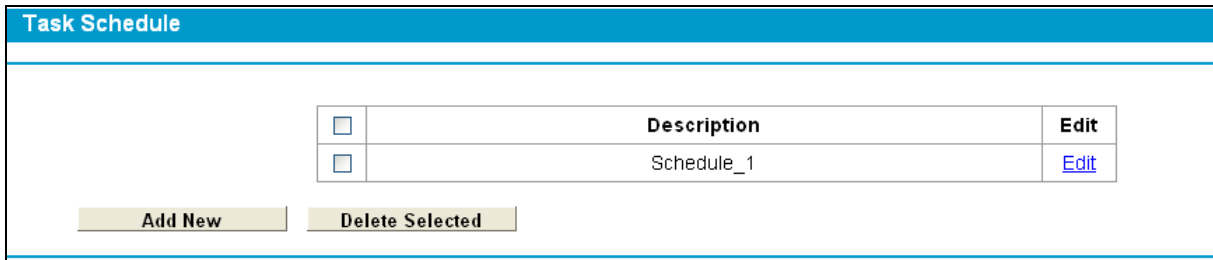 Task Schedule
Description Edit
Schedule_1 Edit
Add New Delete Selected